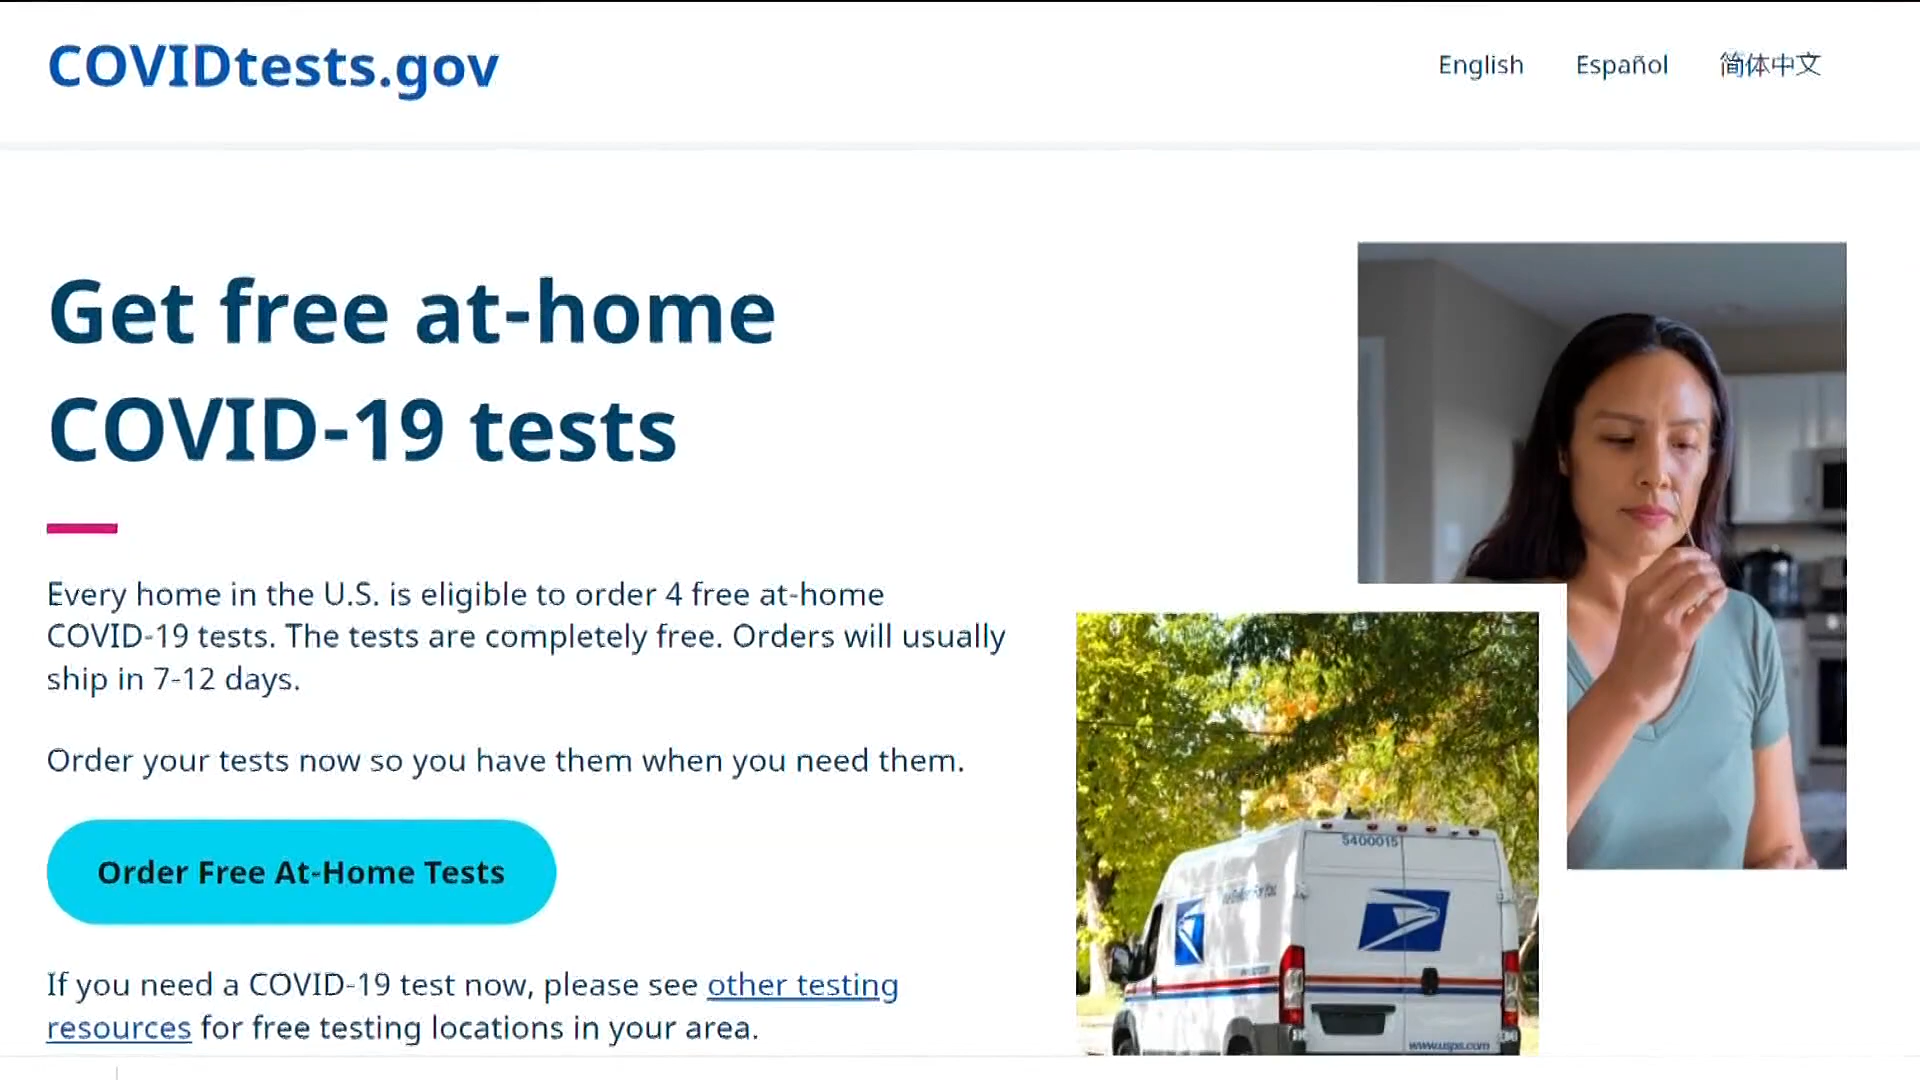 COVIDtests.gov
English Español 简体中文
Get free at-home
COVID-19 tests
Every home in the U.S. is eligible to order 4 free at-home
COVID-19 tests. The tests are completely free. Orders will usually
ship in 7-12 days.
Order your tests now so you have them when you need them.
Order Free At-Home Tests
If you need a COVID-19 test now, please see other testing
resources for free testing locations in your area.
5400015
www.usps.com